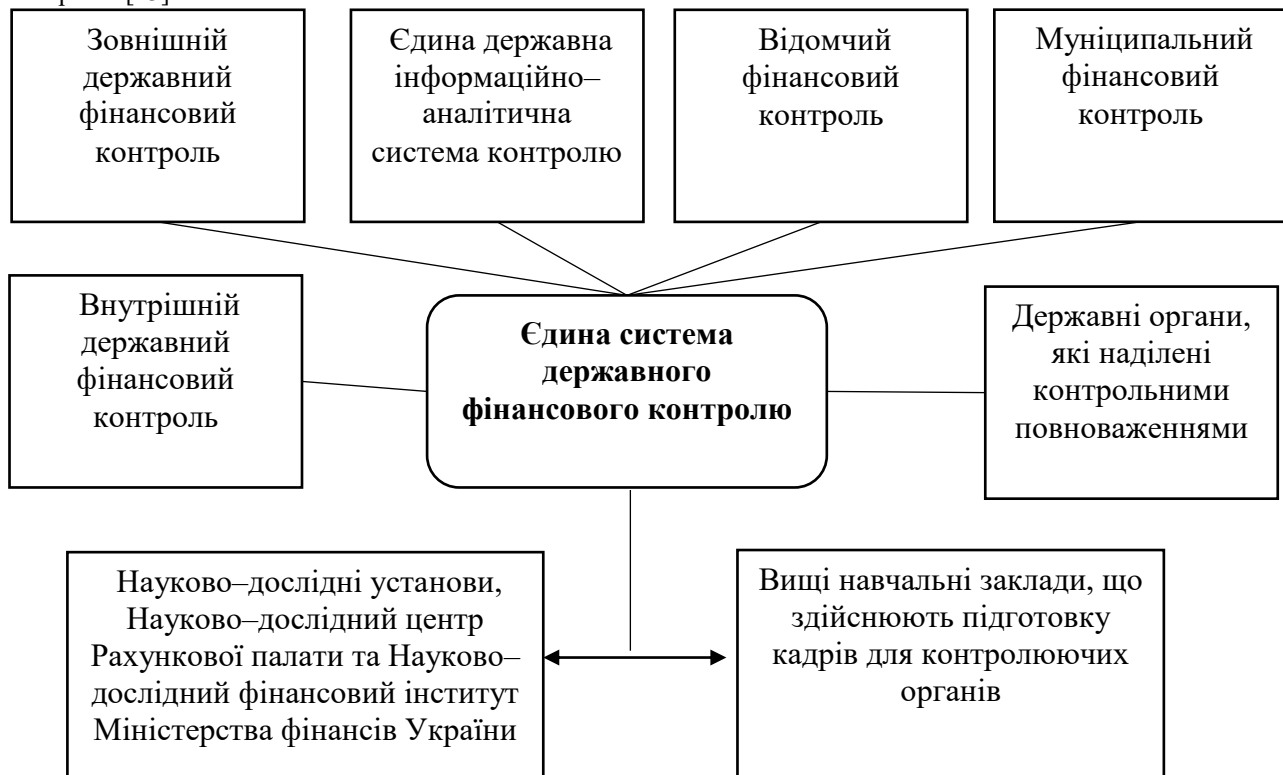 Зовнішній
державний
фінансовий
контроль
Єдина державна
інформаційно–
аналітична
система контролю
Відомчий
фінансовий
контроль
Муніципальний
фінансовий
контроль
Внутрішній
державний
фінансовий
контроль
Єдина система
державного
фінансового контролю
Державні органи,
які наділені
контрольними
повноваженнями
Науково–дослідні установи,
Науково–дослідний центр
Рахункової палати та Науково–
дослідний фінансовий інститут
Міністерства фінансів України
Вищі навчальні заклади, що
здійснюють підготовку
кадрів для контролюючих
органів